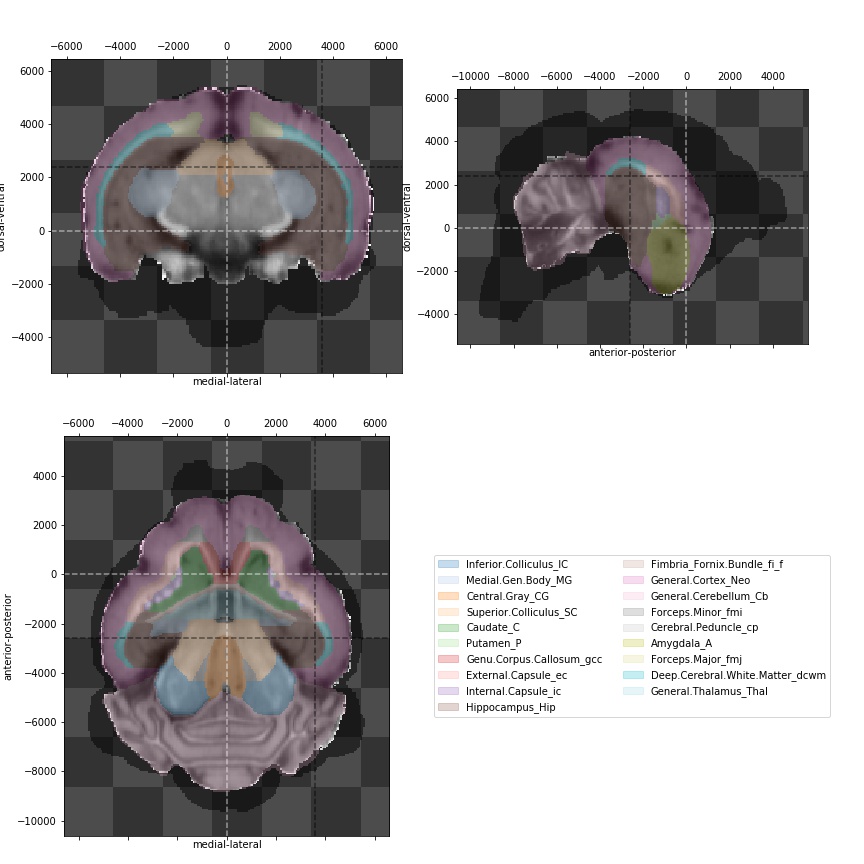 −6000 −4000 −2000 0 2000 4000 6000
6000
4000
2000
0
−2000
−4000
dorsal-ventral
medial-lateral
−10000 −8000 −6000 −4000 −2000 0 2000 4000
6000
4000
2000
0
−2000
−4000
dorsal-ventral
anterior-posterior
−6000 −4000 −2000 0 2000 4000 6000
4000
2000
0
−2000
−4000
−6000
−8000
−10000
anterior-posterior
medial-lateral
Inferior.Colliculus_IC
Medial.Gen.Body_MG
Central.Gray_CG
Superior.Colliculus_SC
Caudate_C
Putamen_P
Genu.Corpus.Callosum_gcc
External.Capsule_ec
Internal.Capsule_ic
Hippocampus_Hip
Fimbria_Fornix.Bundle_fi_f
General.Cortex_Neo
General.Cerebellum_Cb
Forceps.Minor_fmi
Cerebral.Peduncle_cp
Amygdala_A
Forceps.Major_fmj
Deep.Cerebral.White.Matter_dcwm
General.Thalamus_Thal